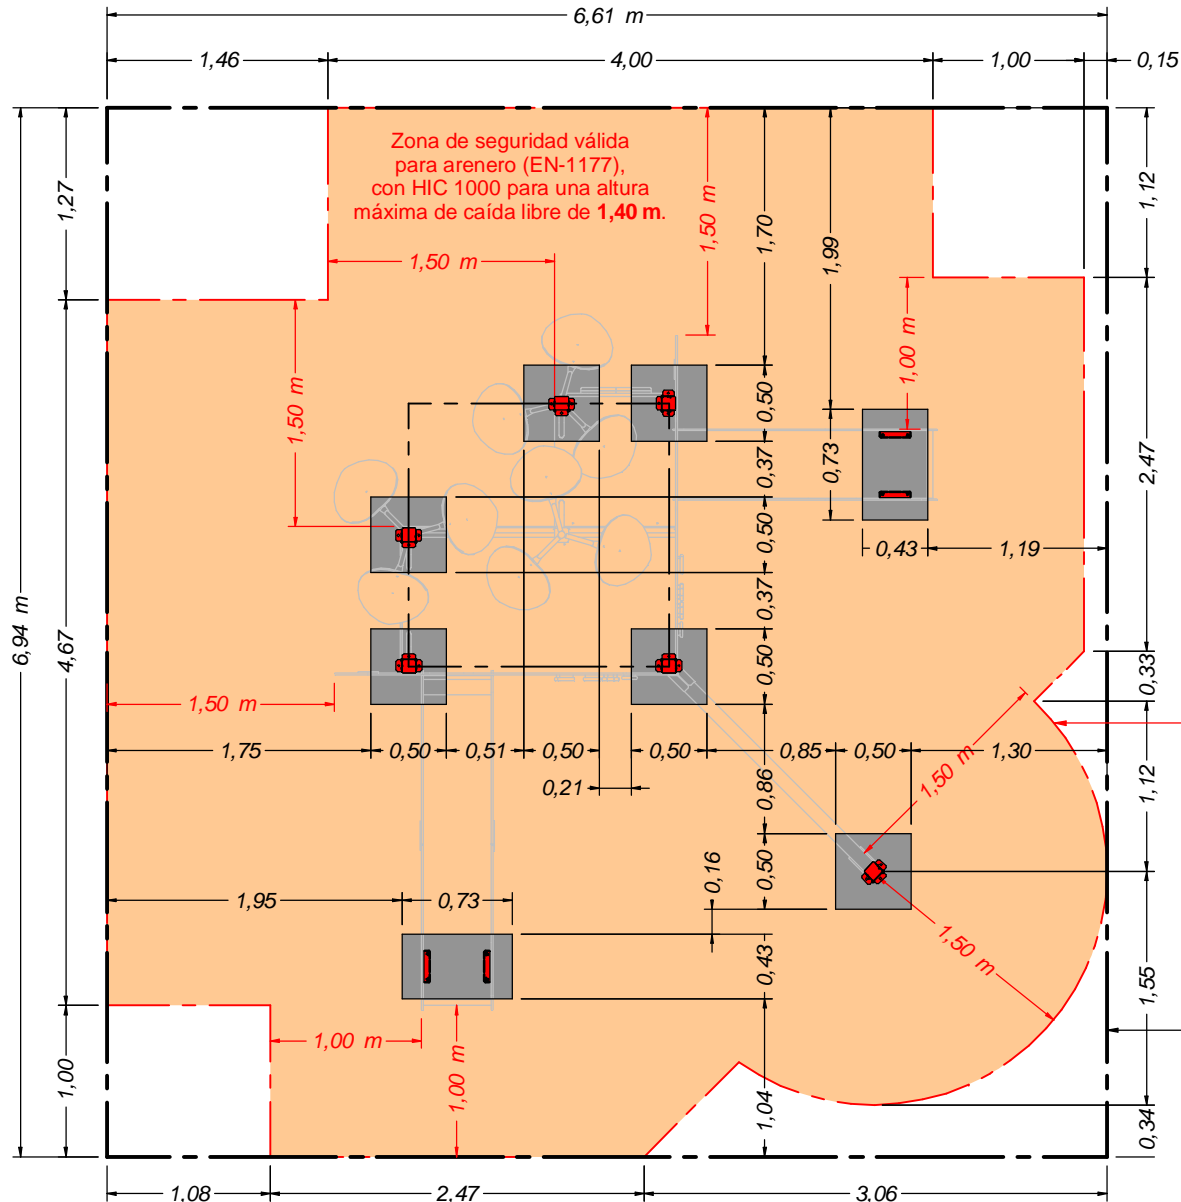 6,61 m
1,46
4,00
1,00
0,15
Zona de seguridad válida
para arenero (EN-1177),
con HIC 1000 para una altura
máxima de caída libre de 1,40 m.
1,27
1,50 m
1,70
1,99
1,12
1,50 m
1,00 m
1,50 m
0,50
0,37
0,73
2,47
0,50
0,43
1,19
0,37
6,94 m
4,67
0,50
0,33
1,50 m
1,75
0,50
0,51
0,50
0,50
0,85
0,50
1,30
0,21
0,86
1,50 m
1,12
0,16
0,50
1,95
0,73
1,50 m
0,43
1,55
1,00 m
1,00
1,00 m
1,04
0,34
1,08
2,47
3,06